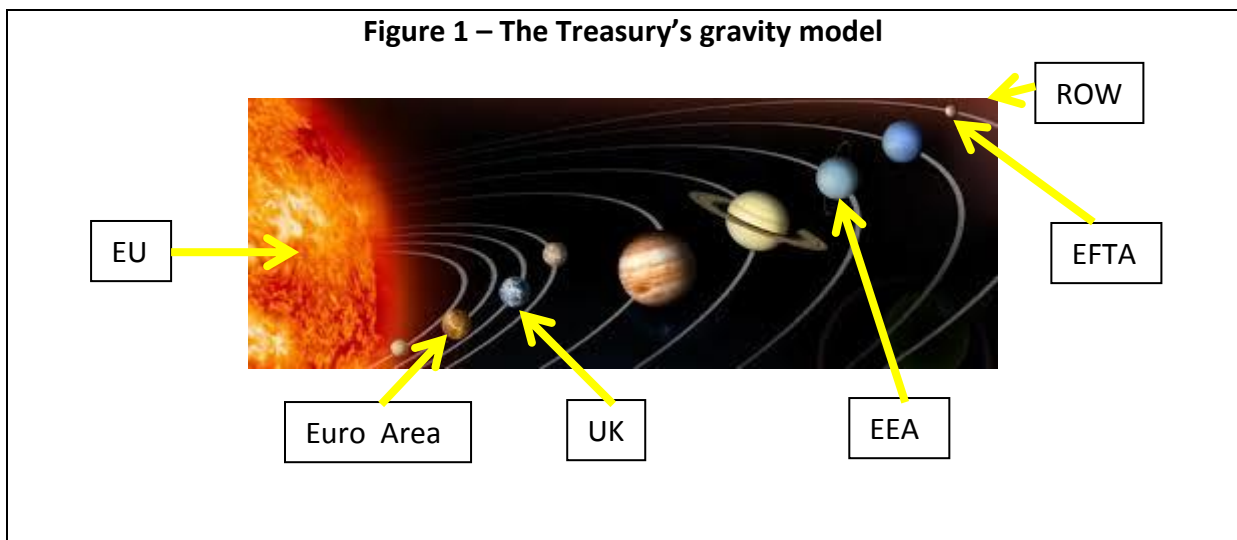 Figure 1 – The Treasury's gravity model
ROW
EU
EFTA
Euro Area
UK
EEA